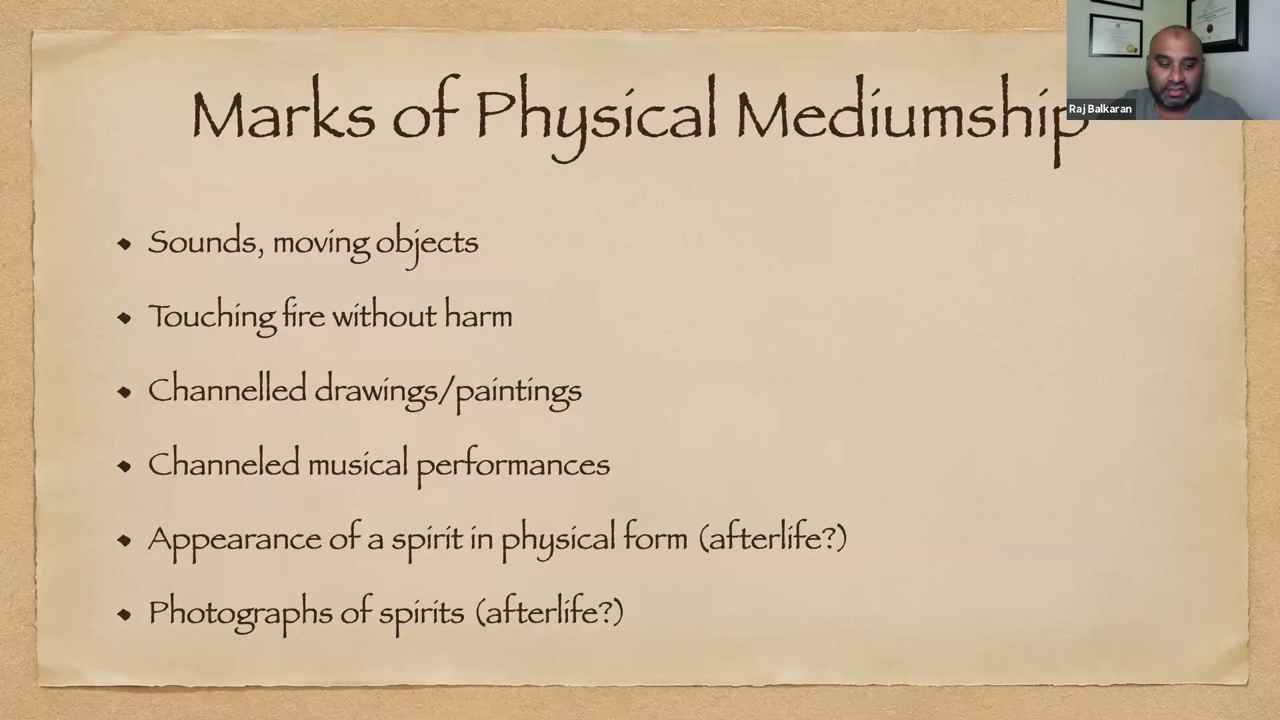 Marks of Physical Mediumship
Raj Balkaran
Sounds, moving objects
Touching fire without harm
Channelled drawings/paintings
Channeled musical performances
Appearance of a spirit in physical form (afterlife?)
Photographs of spirits (afterlife?)